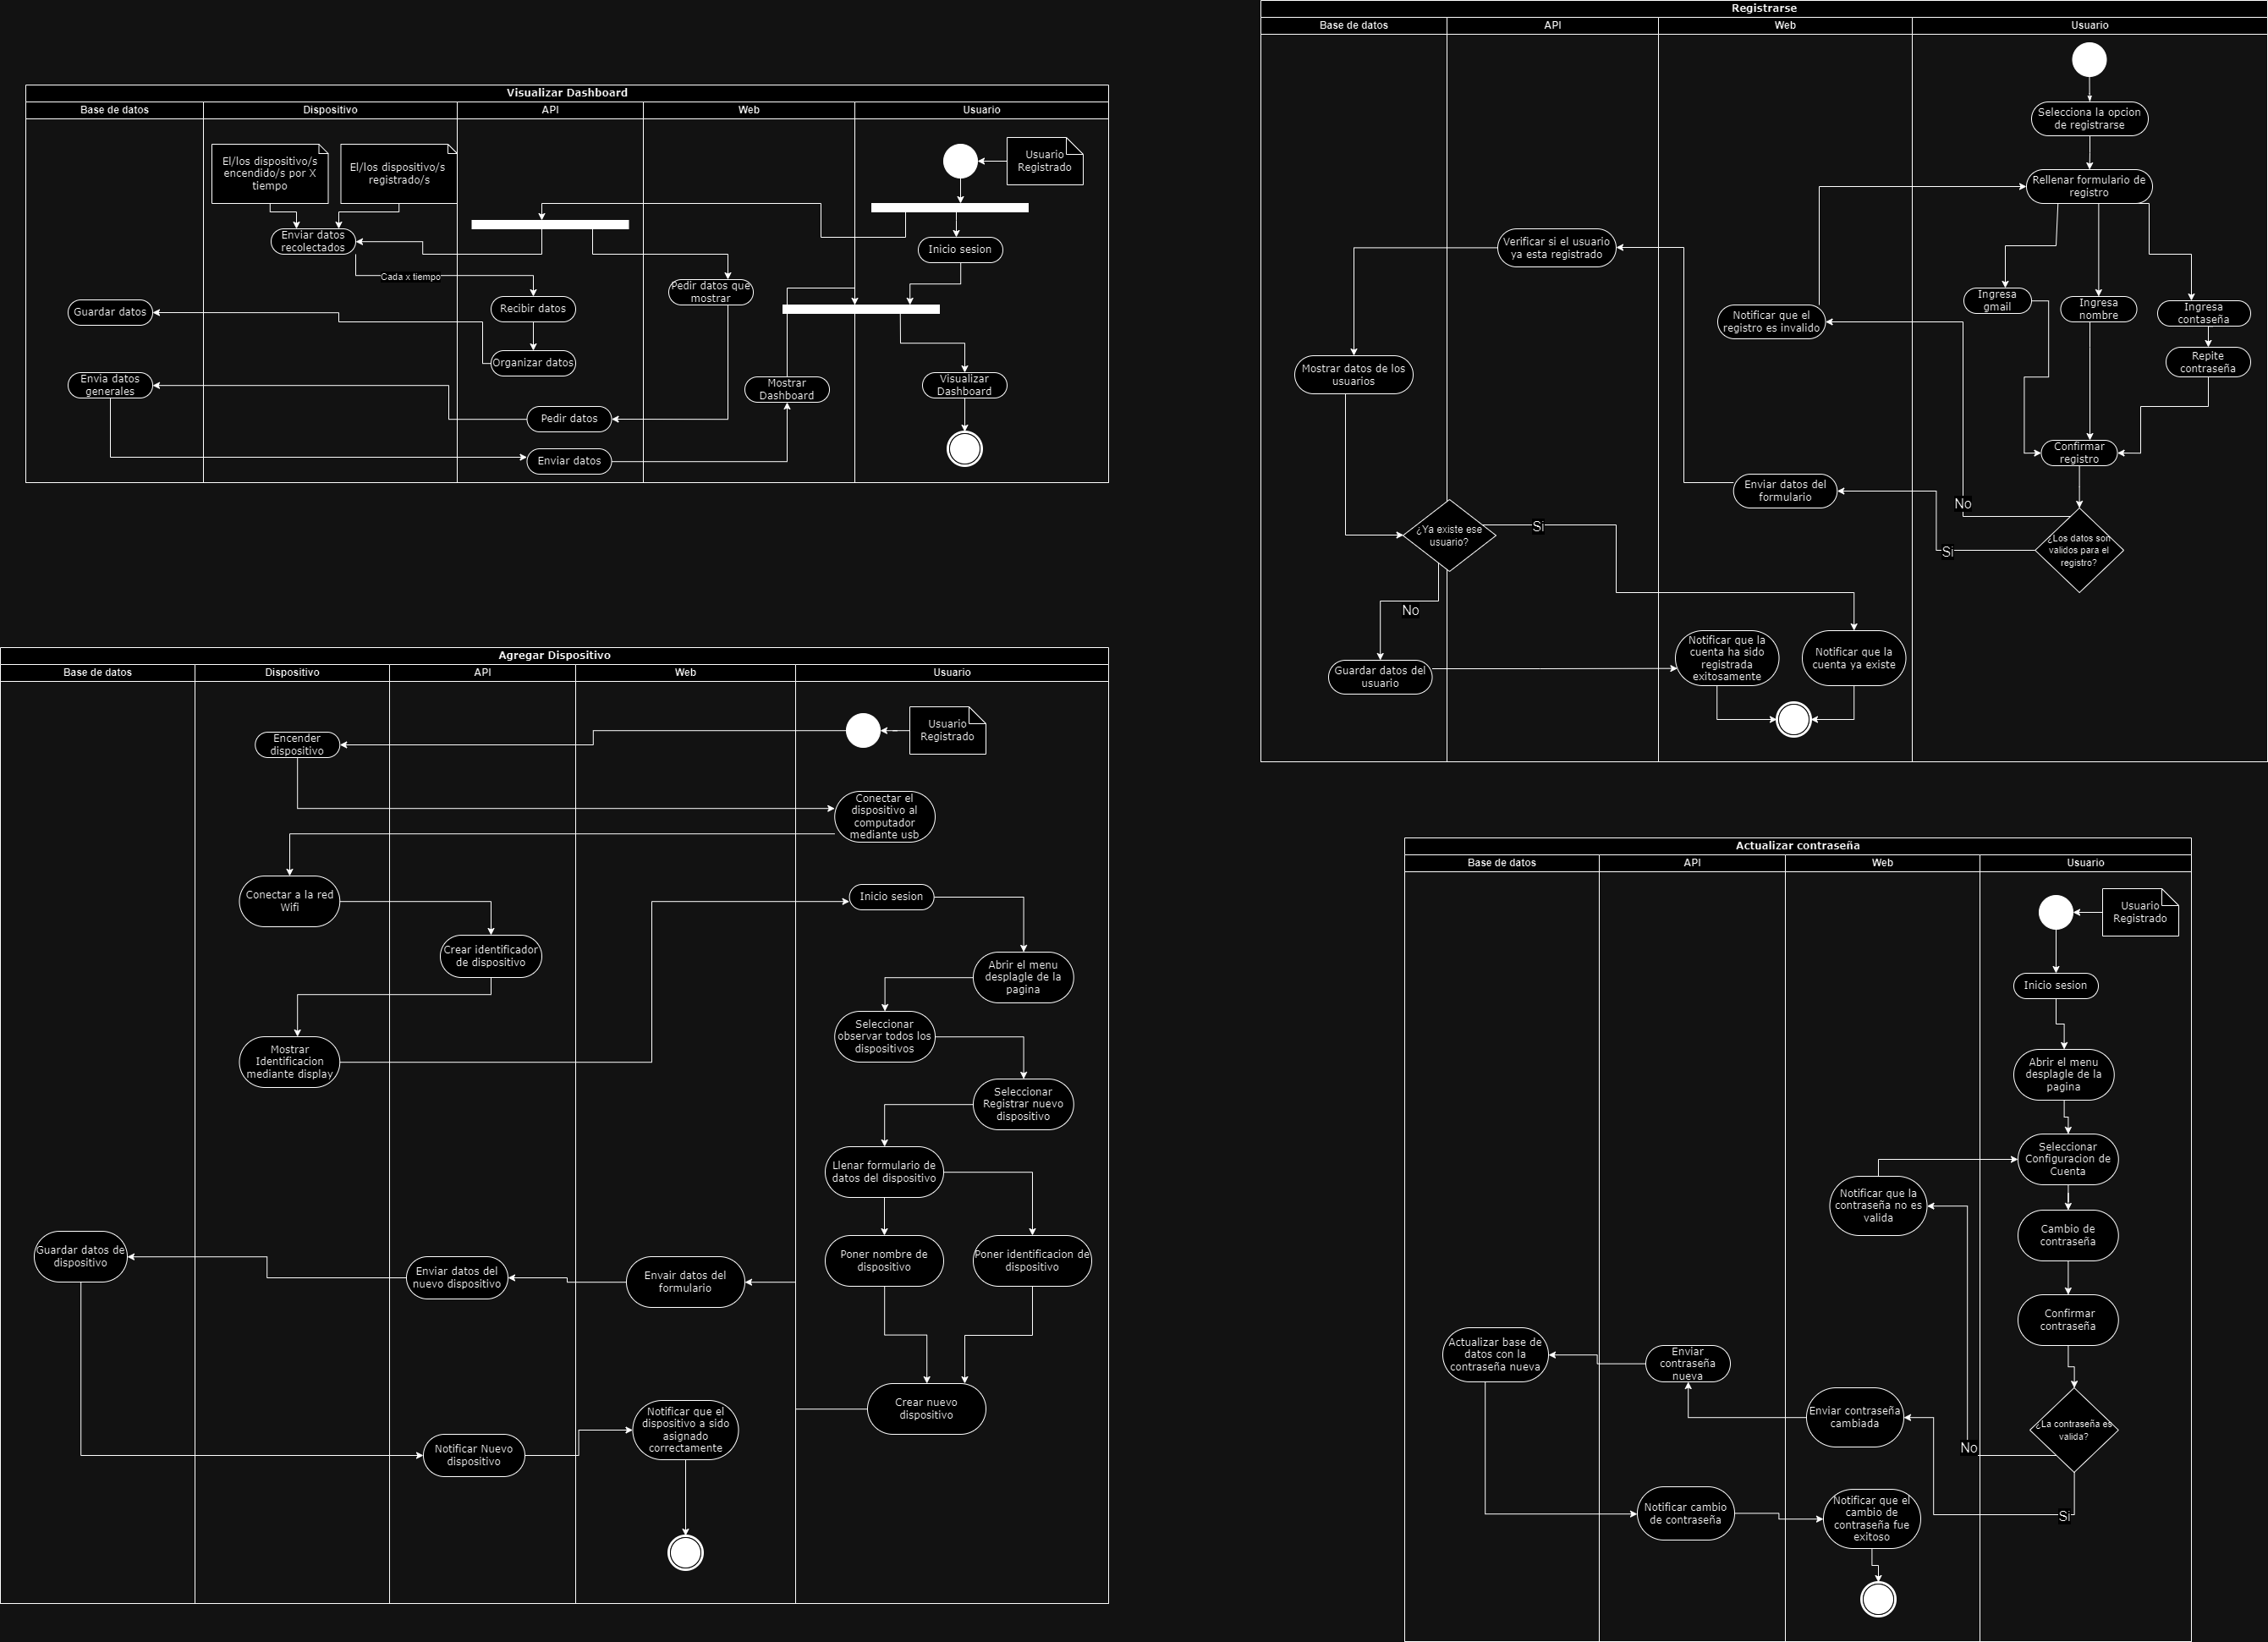 Visualizar Dashboard
Base de datos
Dispositivo
API
Web
Usuario
El/los dispositivo/s
encendido/s por X
tiempo
El/los dispositivo/s
registrado/s
Usuario
Registrado
Enviar datos
recolectados
Inicio sesion
Cada x tiempo
Pedir datos que
mostrar
Guardar datos
Recibir datos
Organizar datos
Envia datos
generales
Mostrar
Dashboard
Visualizar
Dashboard
Pedir datos
Enviar datos
Registrarse
Base de datos
API
Web
Usuario
Selecciona la opcion
de registrarse
Rellenar formulario de
registro
Verificar si el usuario
ya esta registrado
Notificar que el
registro es invalido
Ingresa
gmail
Ingresa
nombre
Ingresa
contaseña
Repite
contraseña
Mostrar datos de los
usuarios
Confirmar
registro
Enviar datos del
formulario
No
¿Ya existe ese
usuario?
Si
¿Los datos son
validos para el
registro?
Si
No
Guardar datos del
usuario
Notificar que la
cuenta ha sido
registrada
exitosamente
Notificar que la
cuenta ya existe
Agregar Dispositivo
Base de datos
Dispositivo
API
Web
Usuario
Usuario
Registrado
Encender
dispositivo
Conectar el
dispositivo al
computador
mediante usb
Conectar a la red
Wifi
Inicio sesion
Crear identificador
de dispositivo
Abrir el menu
desplagle de la
pagina
Mostrar
Identificacion
mediante display
Seleccionar
observar todos los
dispositivos
Seleccionar
Registrar nuevo
dispositivo
Llenar formulario de
datos del dispositivo
Guardar datos de
dispositivo
Enviar datos del
nuevo dispositivo
Envair datos del
formulario
Poner nombre de
dispositivo
Poner identificacion de
dispositivo
Crear nuevo
dispositivo
Notificar Nuevo
dispositivo
Notificar que el
dispositivo a sido
asignado
correctamente
Actualizar contraseña
Base de datos
API
Web
Usuario
Usuario
Registrado
Inicio sesion
Abrir el menu
desplagle de la
pagina
Seleccionar
Configuracion de
Cuenta
Notificar que la
contraseña no es
valida
Cambio de
contraseña
Confirmar
contraseña
Actualizar base de
datos con la
contraseña nueva
Enviar
contraseña
nueva
Enviar contraseña
cambiada
¿La contraseña es
valida?
No
Si
Notificar cambio
de contraseña
Notificar que el
cambio de
contraseña fue
exitoso